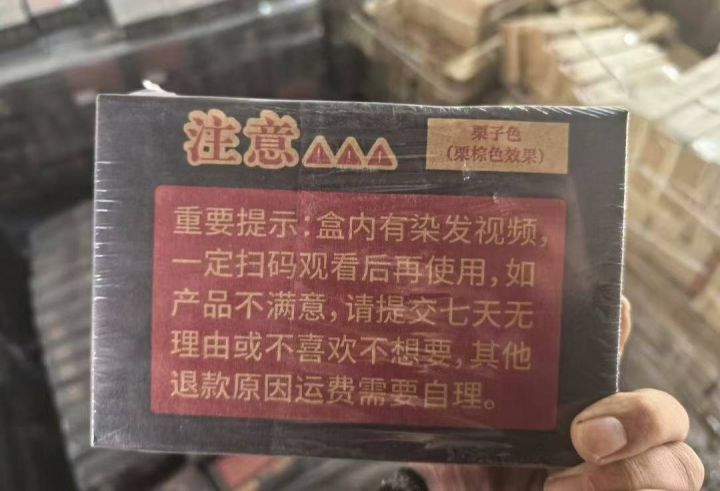 注意
栗子色
（栗棕色效果）
重要提示：盒内有染发视频，
一定扫码观看后再使用，如
产品不满意，请提交七天无
理由或不喜欢不想要，其他
退款原因运费需要自理。